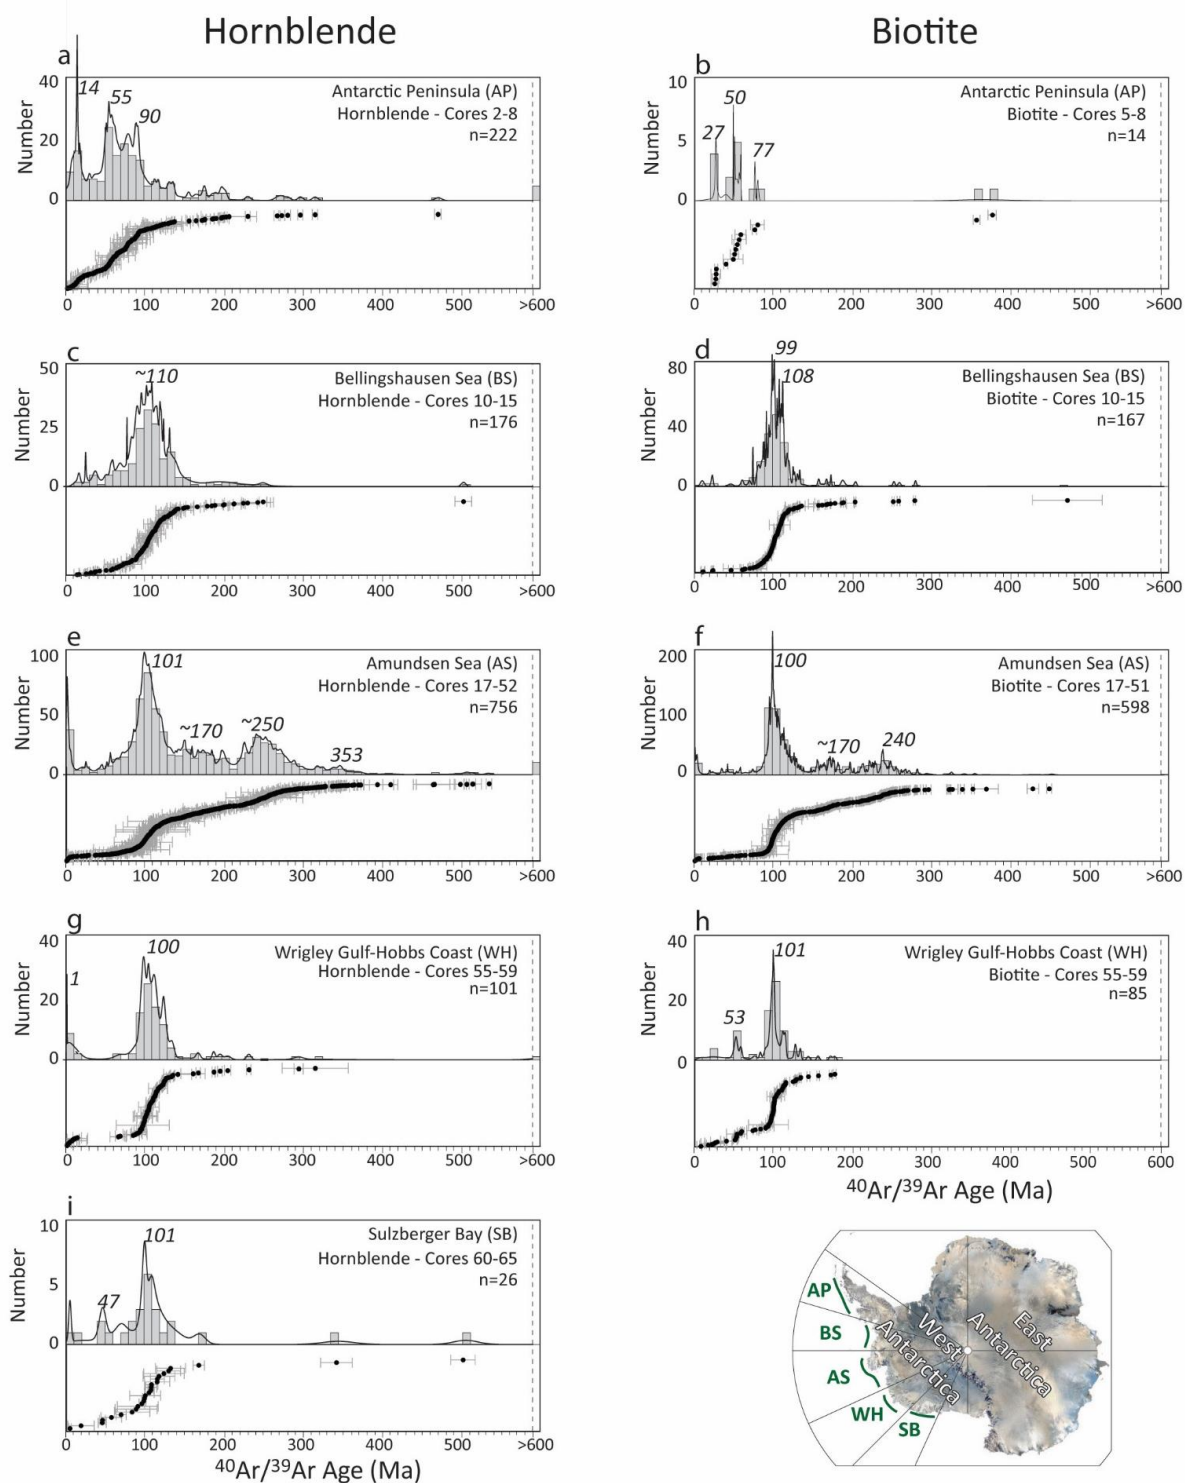 Hornblende
Biotite
a
40
20
0
Number
14
55
90
Antarctic Peninsula (AP)
Hornblende - Cores 2-8
n=222
0 100 200 300 400 500 >600
b
10
5
0
Number
27
50
77
Antarctic Peninsula (AP)
Biotite - Cores 5-8
n=14
0 100 200 300 400 500 >600
c
50
25
0
Number
~110
Bellingshausen Sea (BS)
Hornblende - Cores 10-15
n=176
0 100 200 300 400 500 >600
d
80
40
0
Number
99
108
Bellingshausen Sea (BS)
Biotite - Cores 10-15
n=167
0 100 200 300 400 500 >600
e
100
50
0
Number
101
~170
~250
353
Amundsen Sea (AS)
Hornblende - Cores 17-52
n=756
0 100 200 300 400 500 >600
f
200
100
0
Number
100
~170
240
Amundsen Sea (AS)
Biotite - Cores 17-51
n=598
0 100 200 300 400 500 >600
g
40
20
0
Number
1
100
Wrigley Gulf-Hobbs Coast (WH)
Hornblende - Cores 55-59
n=101
0 100 200 300 400 500 >600
h
40
20
0
Number
53
101
Wrigley Gulf-Hobbs Coast (WH)
Biotite - Cores 55-59
n=85
0 100 200 300 400 500 600
⁴⁰Ar/³⁹Ar Age (Ma)
i
10
5
0
Number
47
101
Sulzberger Bay (SB)
Hornblende - Cores 60-65
n=26
0 100 200 300 400 500 >600
⁴⁰Ar/³⁹Ar Age (Ma)
AP
BS
AS
WH
SB
West
Antarctica
East
Antarctica